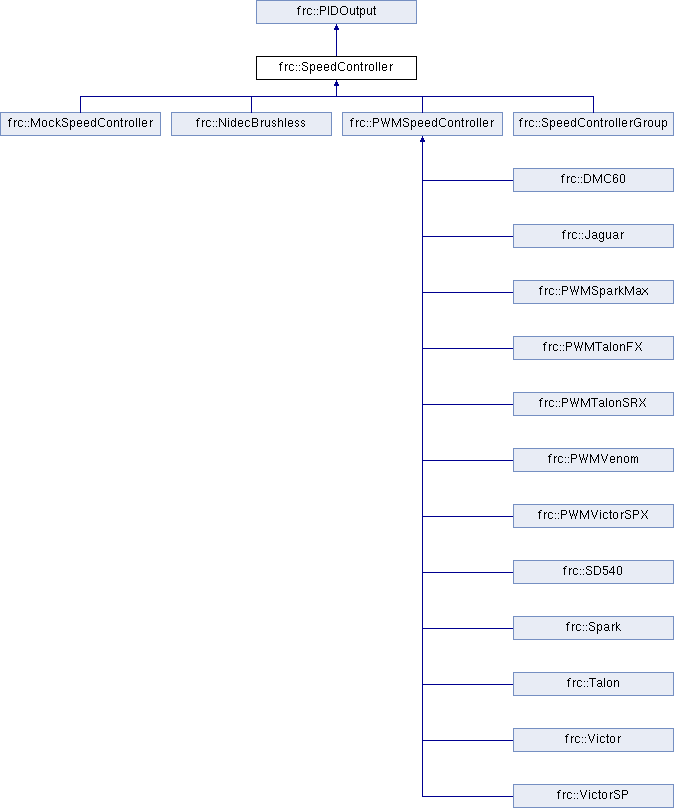 frc::PIDOutput
frc::SpeedController
frc::MockSpeedController
frc::NidecBrushless
frc::PWMSpeedController
frc::SpeedControllerGroup
frc::DMC60
frc::Jaguar
frc::PWMSparkMax
frc::PWMTalonFX
frc::PWMTalonSRX
frc::PWMVenom
frc::PWMVictorSPX
frc::SD540
frc::Spark
frc::Talon
frc::Victor
frc::VictorSP